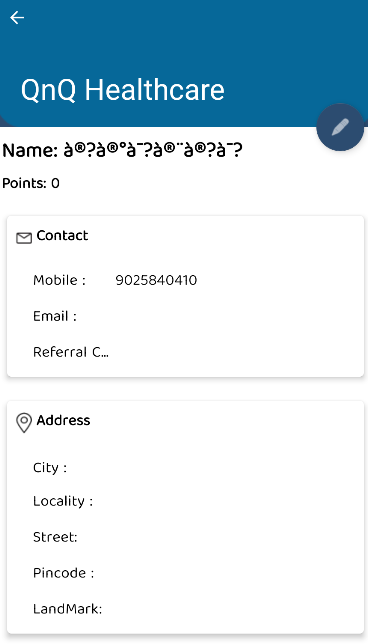 QnQ Healthcare
Name: à®?à®°à¯?à®¨à®?à¯?
Points: 0
Contact
Mobile : 9025840410
Email :
Referral C...
Address
City :
Locality :
Street:
Pincode :
LandMark: